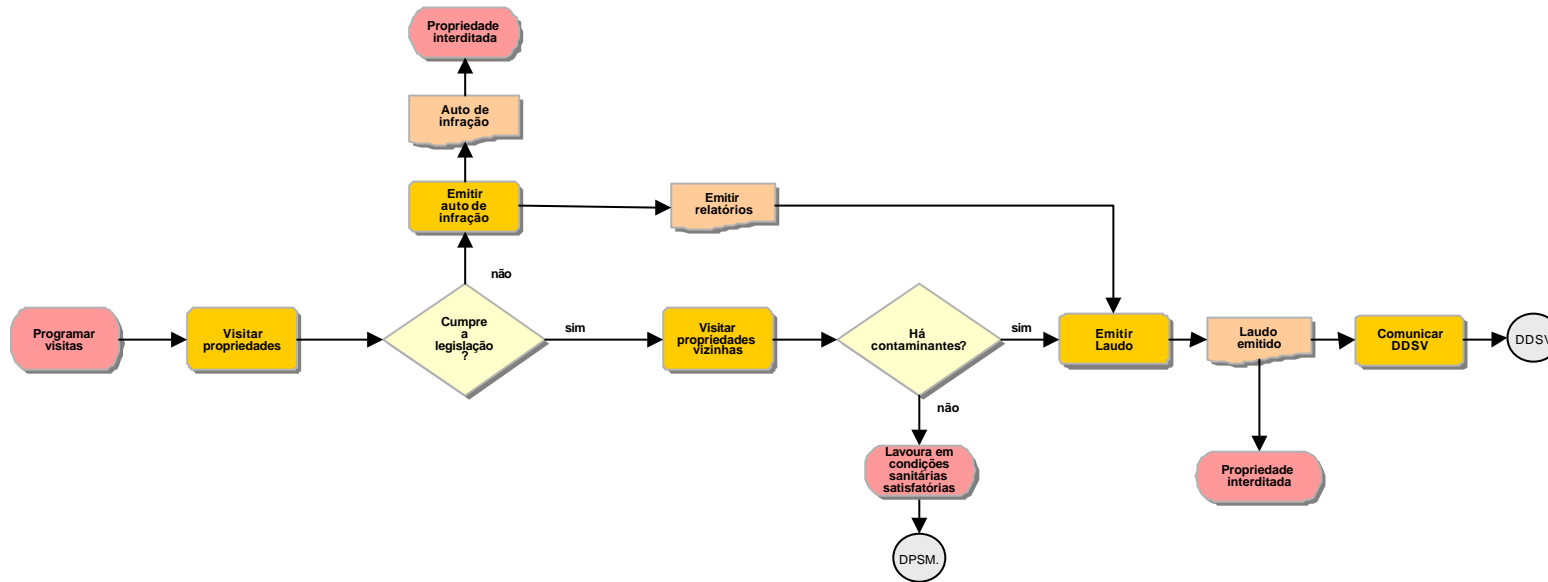 Propriedade
interditada
Auto de
infração
Emitir
auto de
infração
Emitir
relatórios
não
Programar
visitas
Visitar
propriedades
Cumpre
a
legislação
?
sim
Visitar
propriedades
vizinhas
Há
contaminantes?
sim
Emitir
Laudo
Laudo
emitido
Comunicar
DDSV
DDSV
não
Lavoura em
condições
sanitárias
satisfatórias
Propriedade
interditada
DPSM.